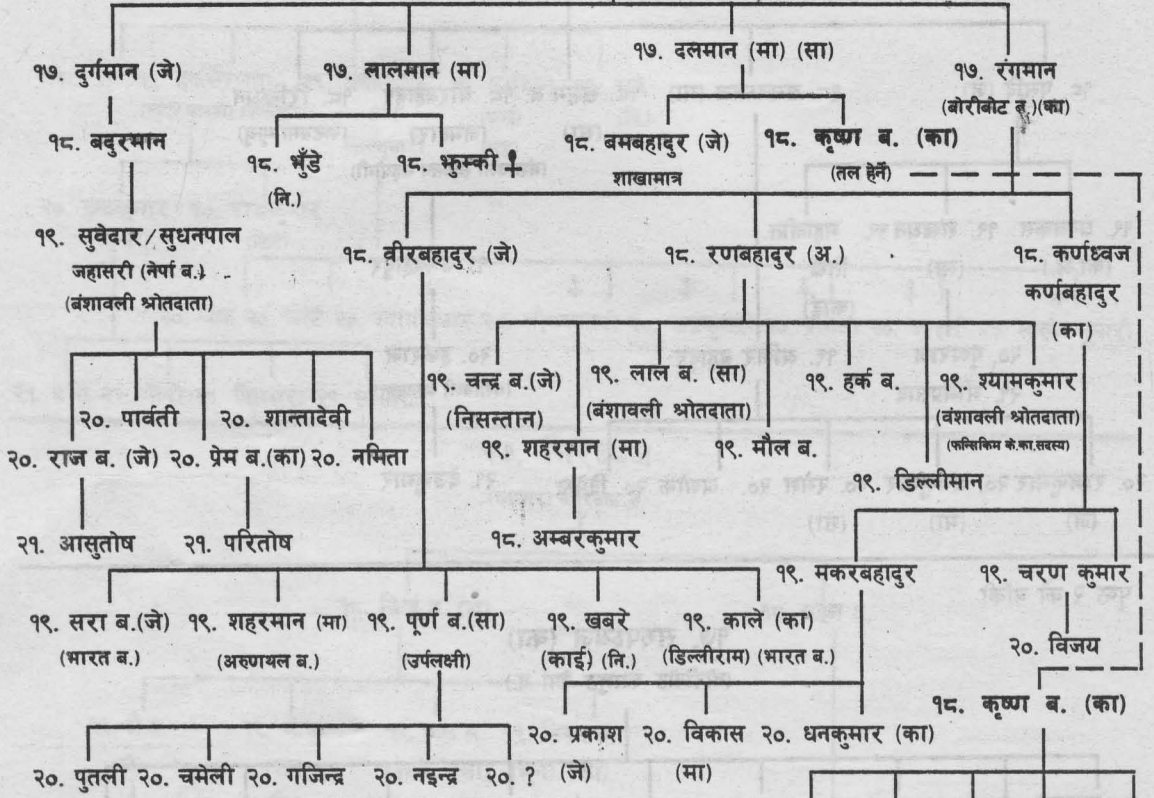 १७. दुर्गमान (जे) १७. लालमान (मा) १७. दलमान (मा) (सा) १७. रंगमान
(बोरीबोट ब.)(का)
१८. बदुरमान १८. भुँडे १८. झुम्की १८. बमबहादुर (जे) १८. कृष्ण ब. (का)
(नि.) शाखामात्र (तल हेर्ने)
१९. सुवेदार/सुधनपाल
जहासरी (नेर्पा ब.)
(बंशावली श्रोतदाता)
१८. वीरबहादुर (जे) १८. रणबहादुर (अ.) १८. कर्णध्वज
कर्णबहादुर
(का)
१९. चन्द्र ब.(जे) १९. लाल ब. (सा) १९. हर्क ब. १९. श्यामकुमार
(निसन्तान) (बंशावली श्रोतदाता) (वंशावली श्रोतदाता)
२०. पार्वती २०. शान्तादेवी
१९. शहरमान (मा) १९. मौल ब.
२०. राज ब. (जे) २०. प्रेम ब.(का) २०. नमिता
१९. डिल्लीमान
२१. आसुतोष २१. परितोष १८. अम्बरकुमार
१९. मकरबहादुर १९. चरण कुमार
१९. सरा ब.(जे) १९. शहरमान (मा) १९. पूर्ण ब.(सा) १९. खबरे १९. काले (का)
(भारत ब.) (अरुणाथल ब.) (उर्पलक्षी) (काई) (नि.) (डिल्लीराम) (भारत ब.)
२०. विजय
१८. कृष्ण ब. (का)
२०. प्रकाश २०. विकास २०. धनकुमार (का)
(जे) (मा)
२०. पुतली २०. चमेली २०. गजिन्द्र २०. नइन्द्र २०. ?